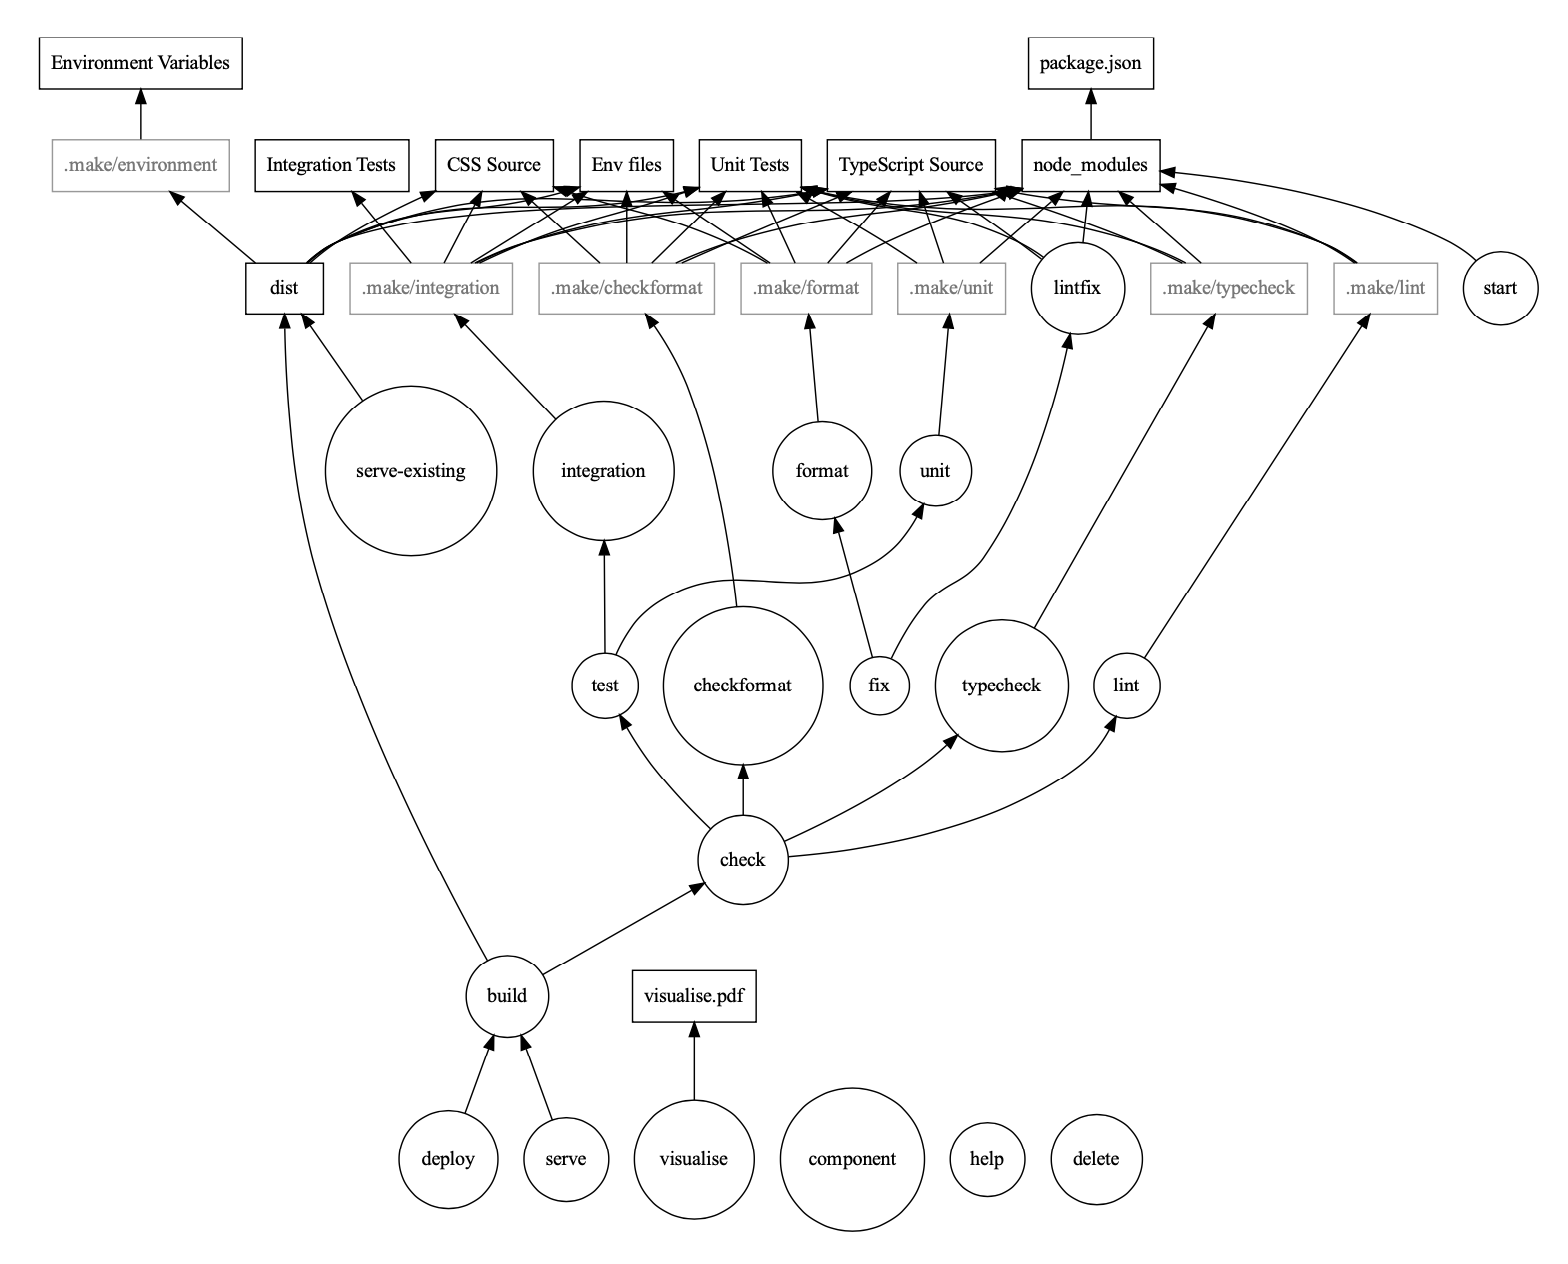 Environment Variables
package.json
.make/environment
Integration Tests
CSS Source
Env files
Unit Tests
TypeScript Source
node_modules
dist
.make/integration
.make/checkformat
.make/format
.make/unit
lintfix
.make/typecheck
.make/lint
start
serve-existing
integration
format
unit
test
checkformat
fix
typecheck
lint
check
build
visualise.pdf
deploy
serve
visualise
component
help
delete